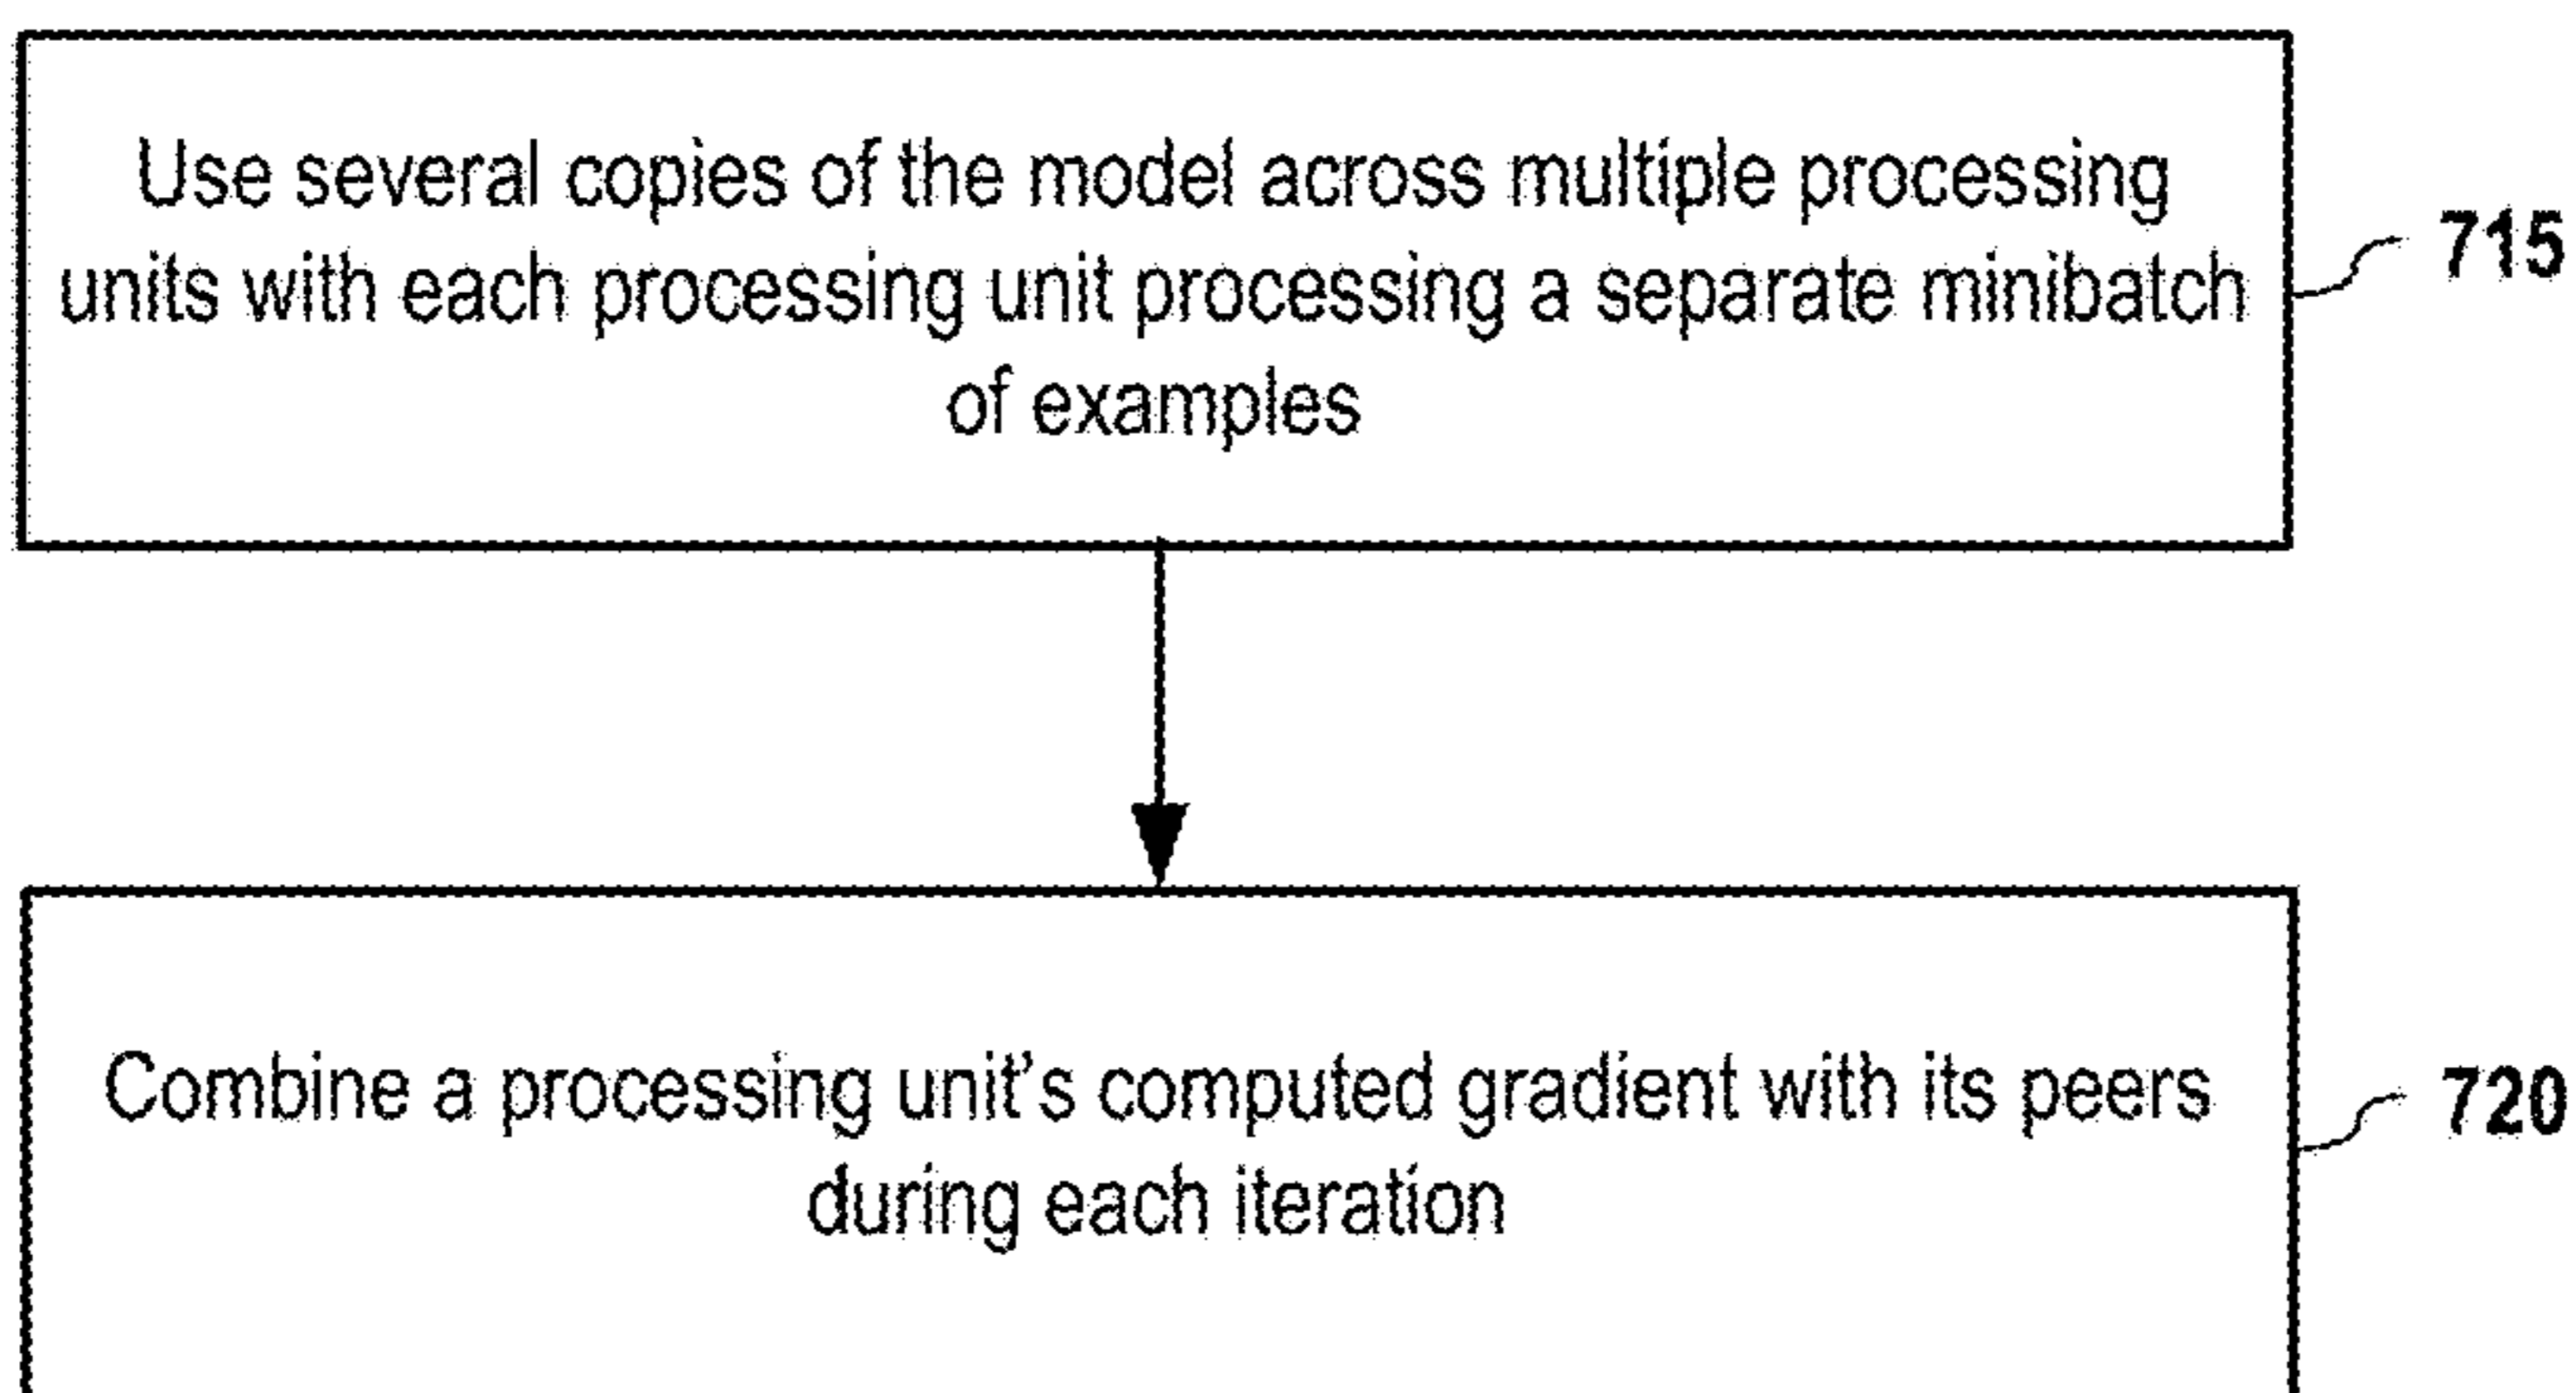 Use several copies of the model across multiple processing
units with each processing unit processing a separate minibatch
of examples
715
Combine a processing unit's computed gradient with its peers
during each iteration
720